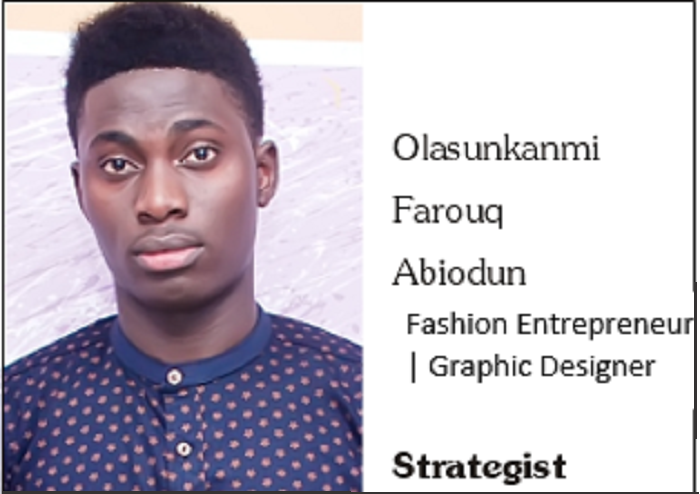 Olasunkanmi
Farouq
Abiodun
Fashion Entrepreneur
| Graphic Designer
Strategist